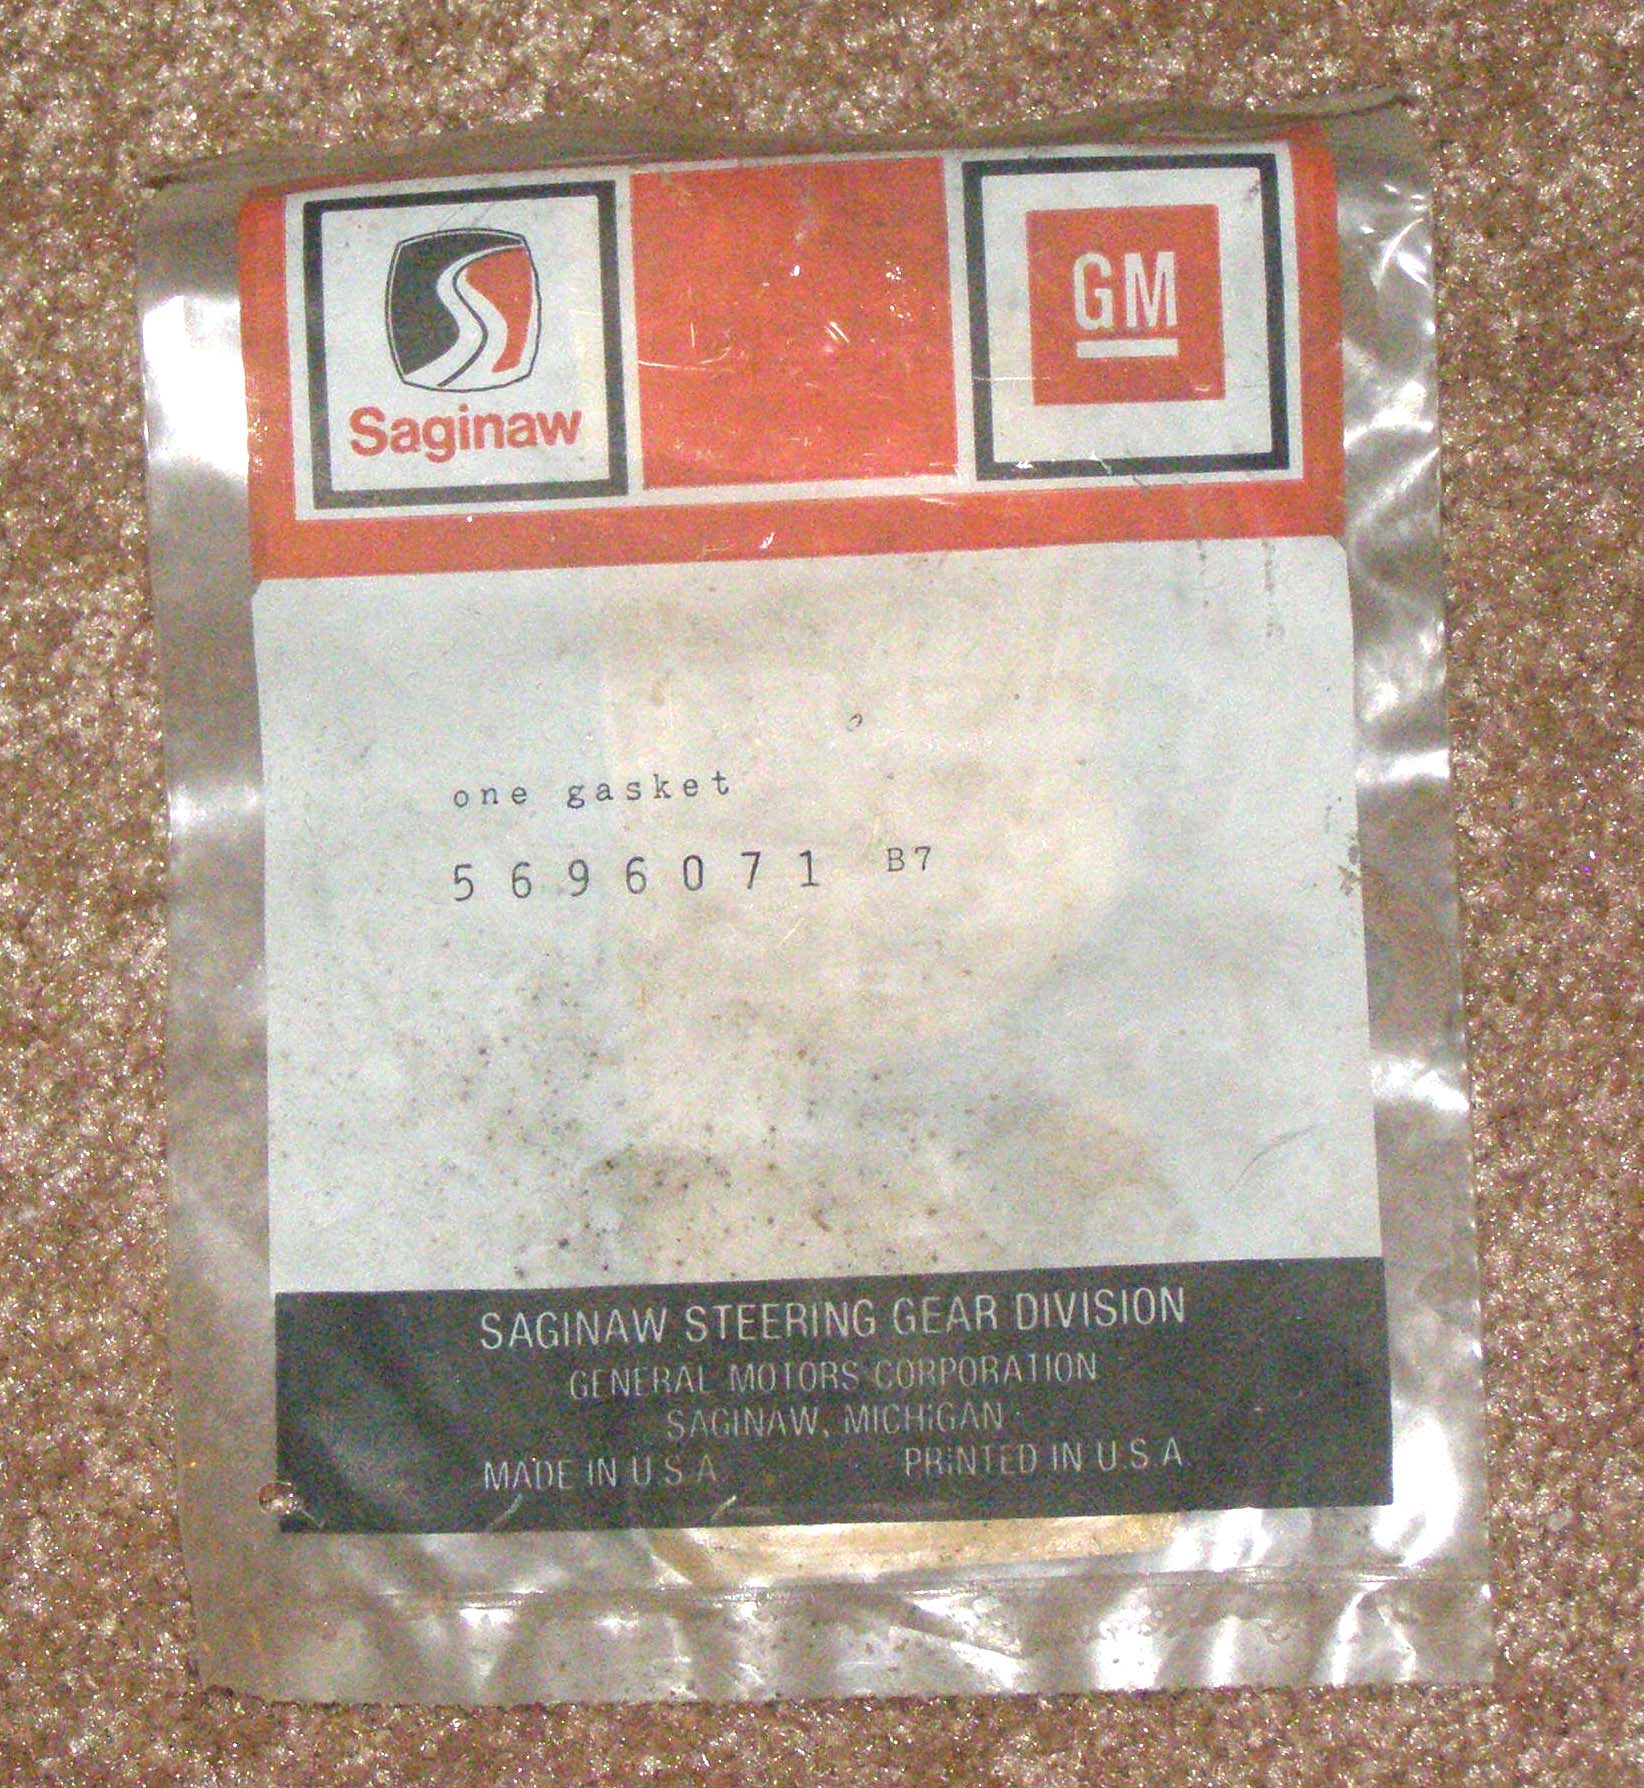 Saginaw
GM
one gasket
5696071 B7
SAGINAW STEERING GEAR DIVISION
GENERAL MOTORS CORPORATION
SAGINAW, MICHIGAN
MADE IN U S A PRINTED IN U.S.A.